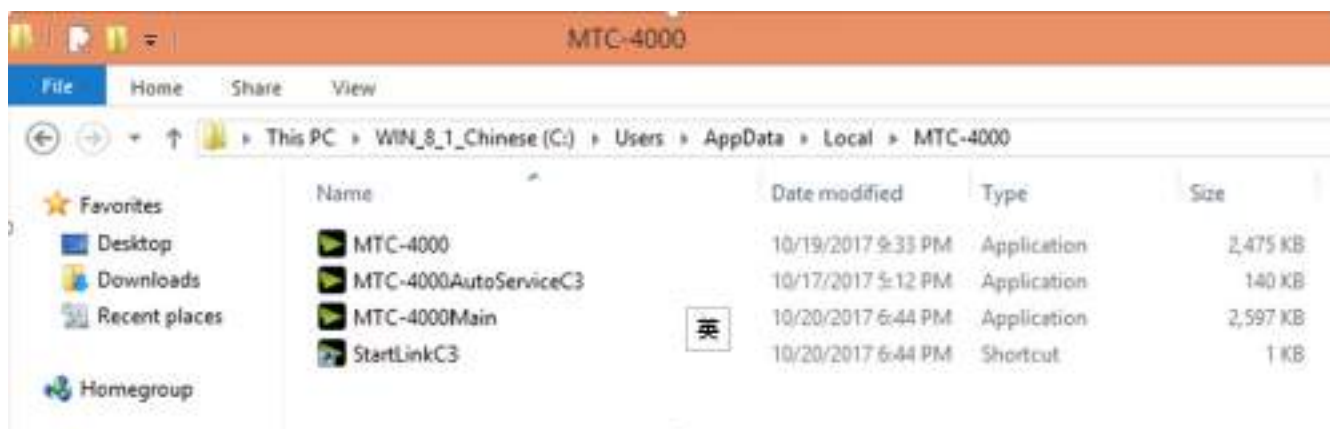 MTC-4000
File Home Share View
This PC WIN_8_1_Chinese (C:) Users AppData Local MTC-4000
Name Date modified Type Size
Favorites
Desktop MTC-4000 10/19/2017 9:33 PM Application 2,475 KB
Downloads MTC-4000AutoServiceC3 10/17/2017 5:12 PM Application 140 KB
Recent places MTC-4000Main 10/20/2017 6:44 PM Application 2,597 KB
StartLinkC3 10/20/2017 6:44 PM Shortcut 1 KB
英
Homegroup